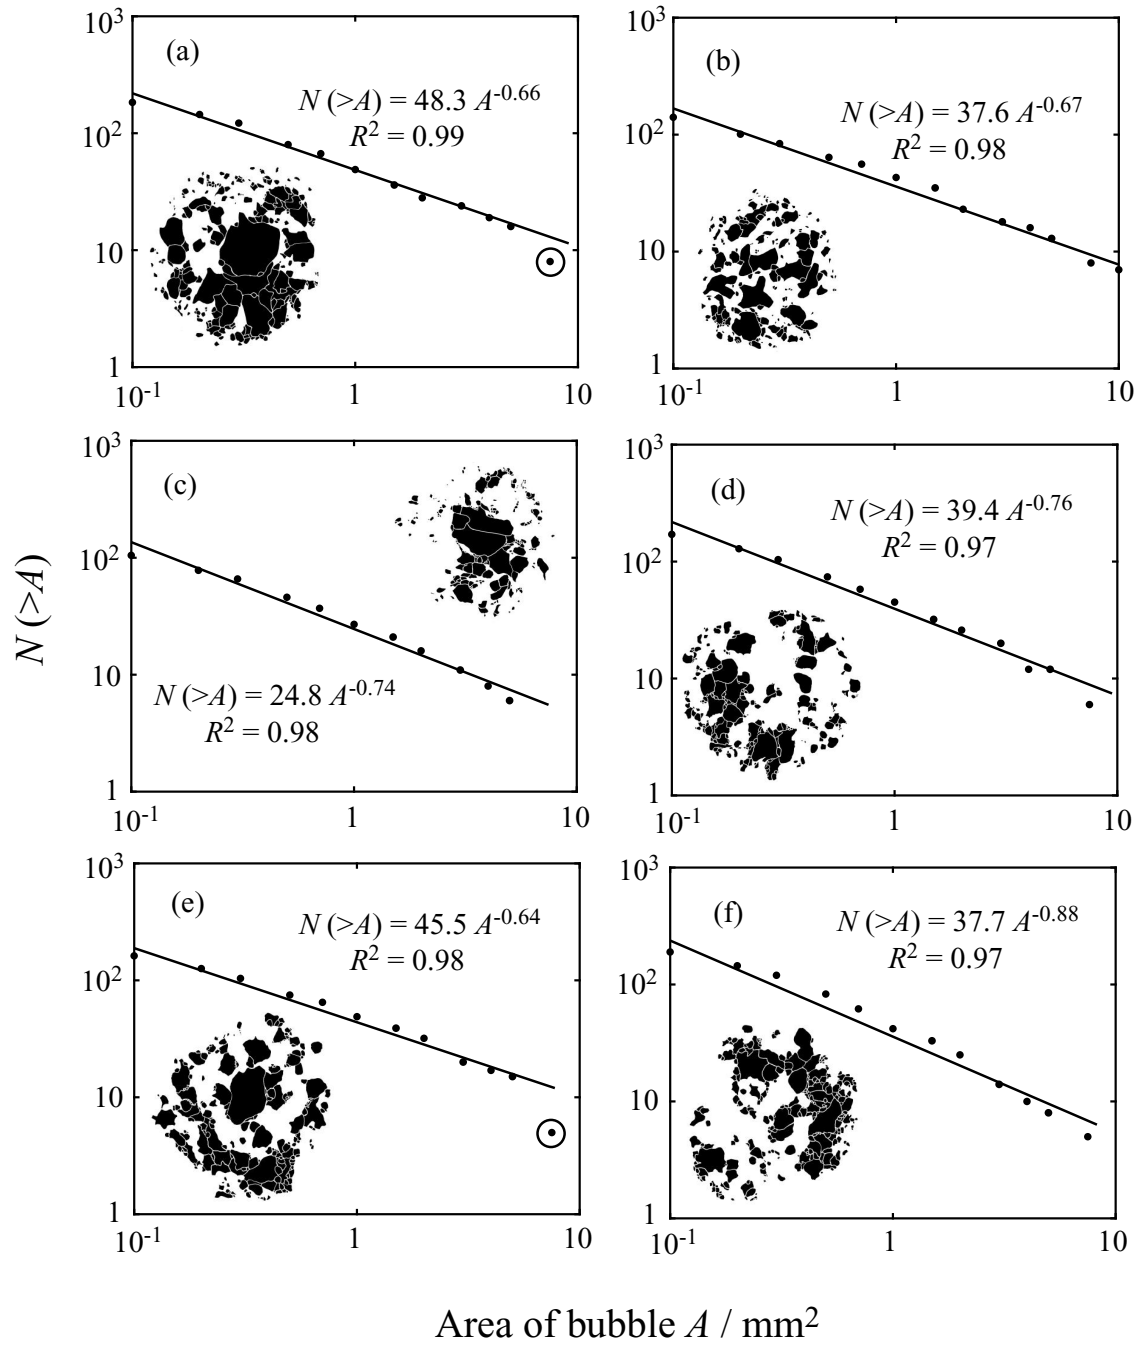 10³
(a)
N (>A) = 48.3 A⁻⁰·⁶⁶
R² = 0.99
10²
10
1
10⁻¹ 1 10
10³
(b)
N (>A) = 37.6 A⁻⁰·⁶⁷
R² = 0.98
10²
10
1
10⁻¹ 1 10
N (>A)
10³
(c)
10²
10
N (>A) = 24.8 A⁻⁰·⁷⁴
R² = 0.98
1
10⁻¹ 1 10
10³
(d)
N (>A) = 39.4 A⁻⁰·⁷⁶
R² = 0.97
10²
10
1
10⁻¹ 1 10
10³
(e)
N (>A) = 45.5 A⁻⁰·⁶⁴
R² = 0.98
10²
10
1
10⁻¹ 1 10
10³
(f)
N (>A) = 37.7 A⁻⁰·⁸⁸
R² = 0.97
10²
10
1
10⁻¹ 1 10
Area of bubble A / mm²